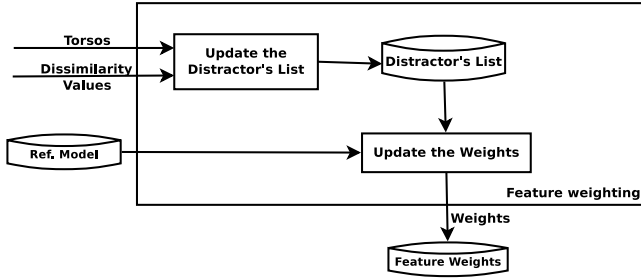 Torsos
Dissimilarity
Values
Update the
Distractor's List
Distractor's List
Ref. Model
Update the Weights
Feature weighting
Weights
Feature Weights